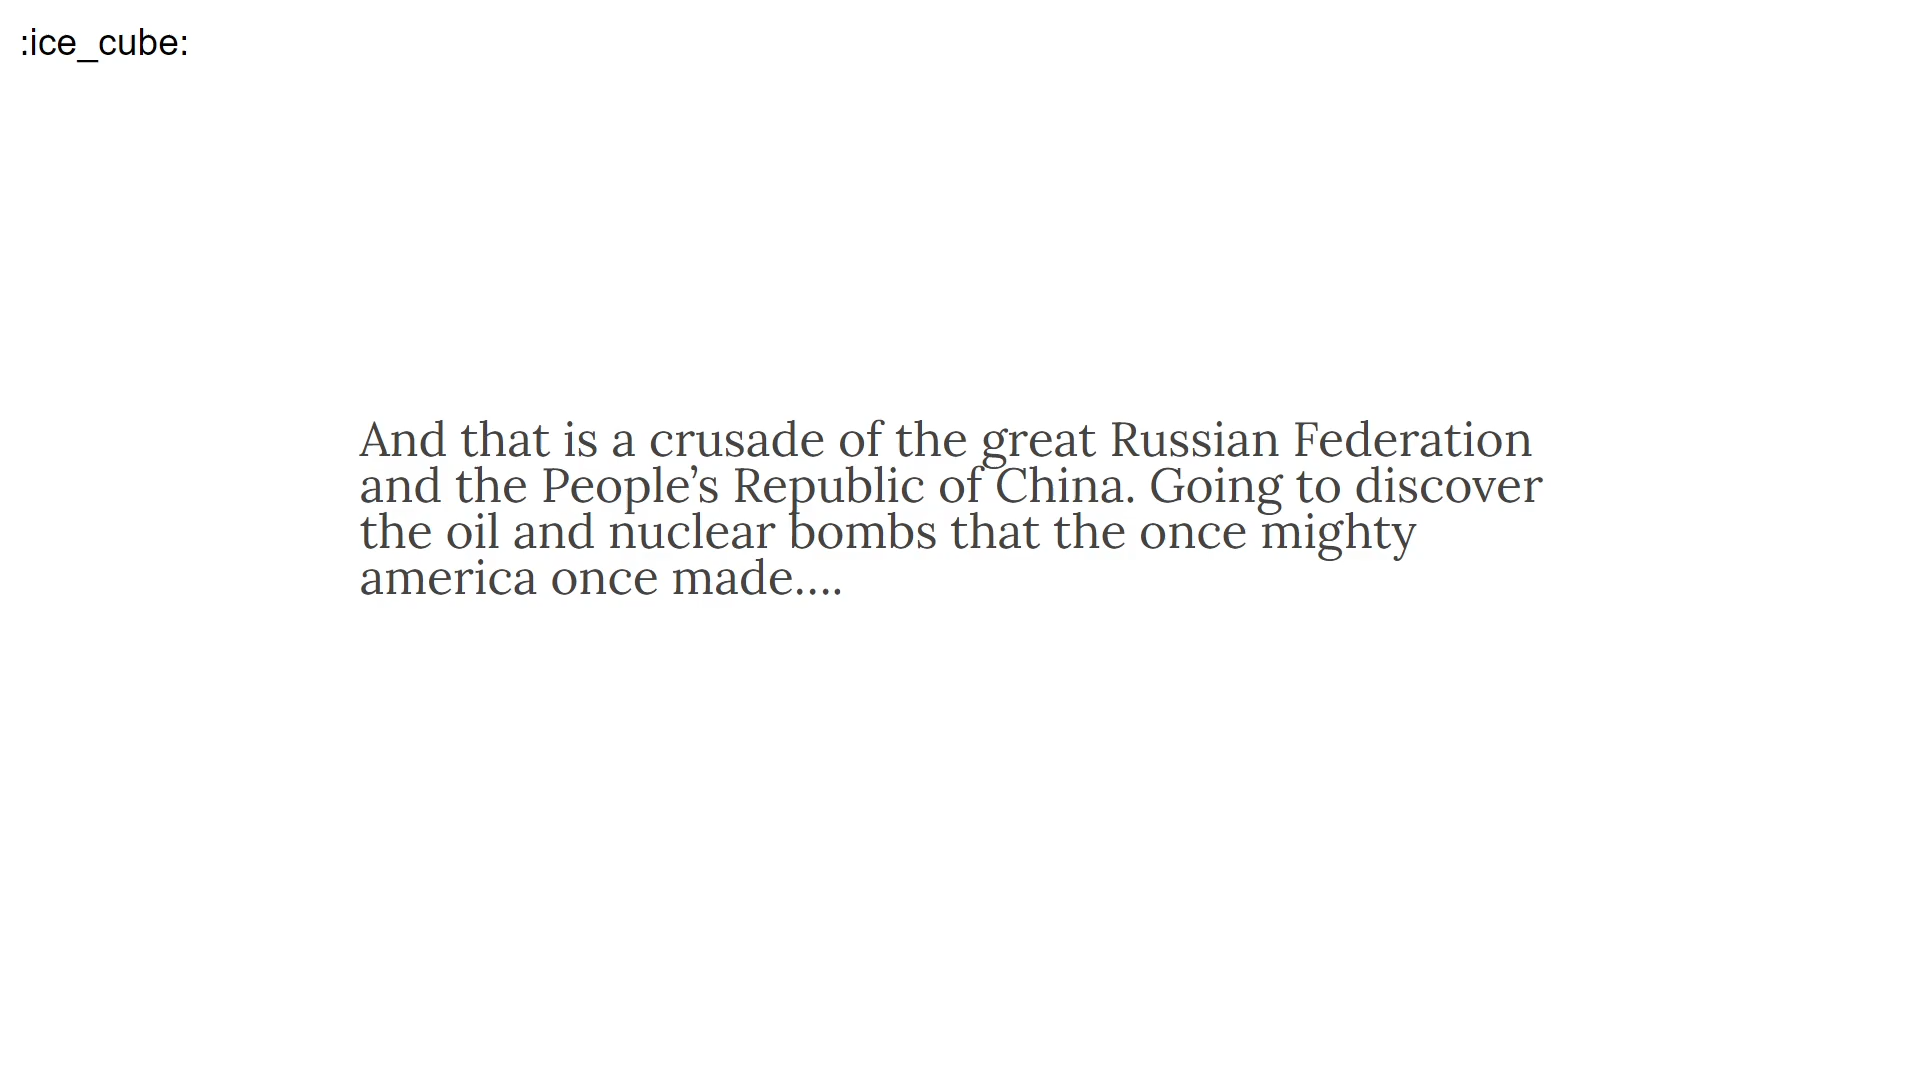 :ice_cube:
And that is a crusade of the great Russian Federation
and the People’s Republic of China. Going to discover
the oil and nuclear bombs that the once mighty
america once made....